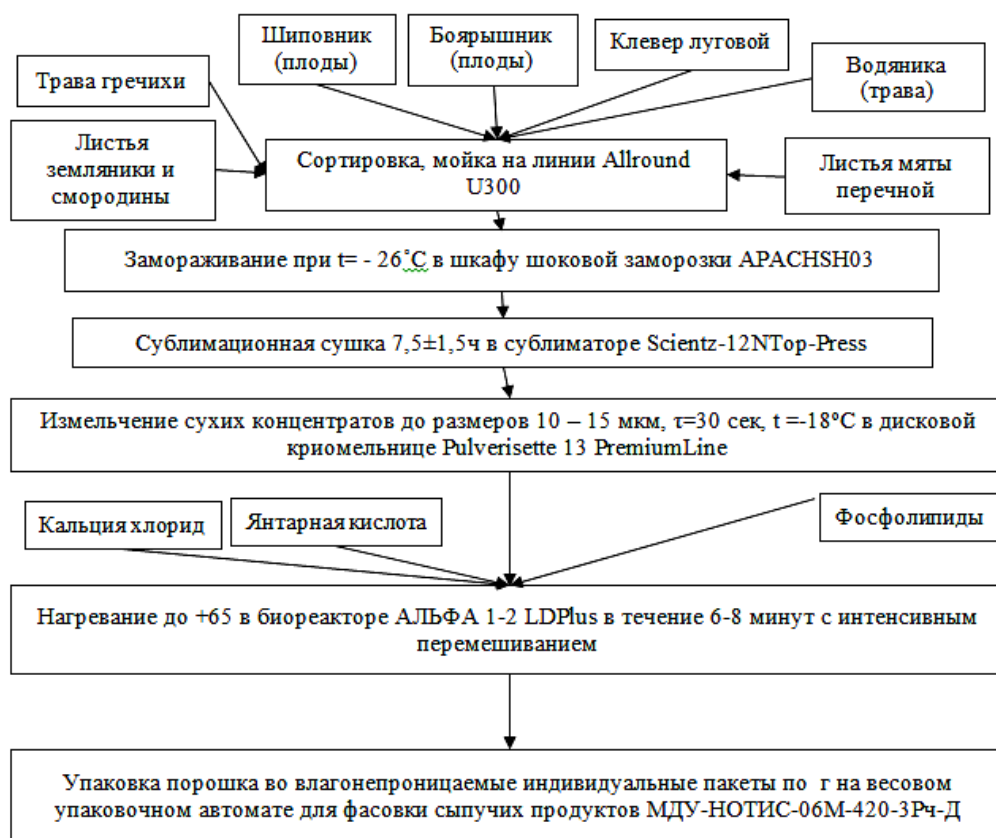 Шиповник
(плоды)
Боярышник
(плоды)
Клевер луговой
Водяника
(трава)
Трава гречихи
Листья
земляники и
смородины
Сортировка, мойка на линии Allround
U300
Листья мяты
перечной
Замораживание при t= - 26˚С в шкафу шоковой заморозки APACHSH03
Сублимационная сушка 7,5±1,5ч в сублиматоре Scientz-12NTop-Press
Измельчение сухих концентратов до размеров 10 – 15 мкм, τ=30 сек, t =-18ºС в дисковой
криомельнице Pulverisette 13 PremiumLine
Кальция хлорид
Янтарная кислота
Фосфолипиды
Нагревание до +65 в биореакторе АЛЬФА 1-2 LDPlus в течение 6-8 минут с интенсивным
перемешиванием
Упаковка порошка во влагонепроницаемые индивидуальные пакеты по г на весовом
упаковочном автомате для фасовки сыпучих продуктов МДУ-НОТИС-06М-420-3Рч-Д